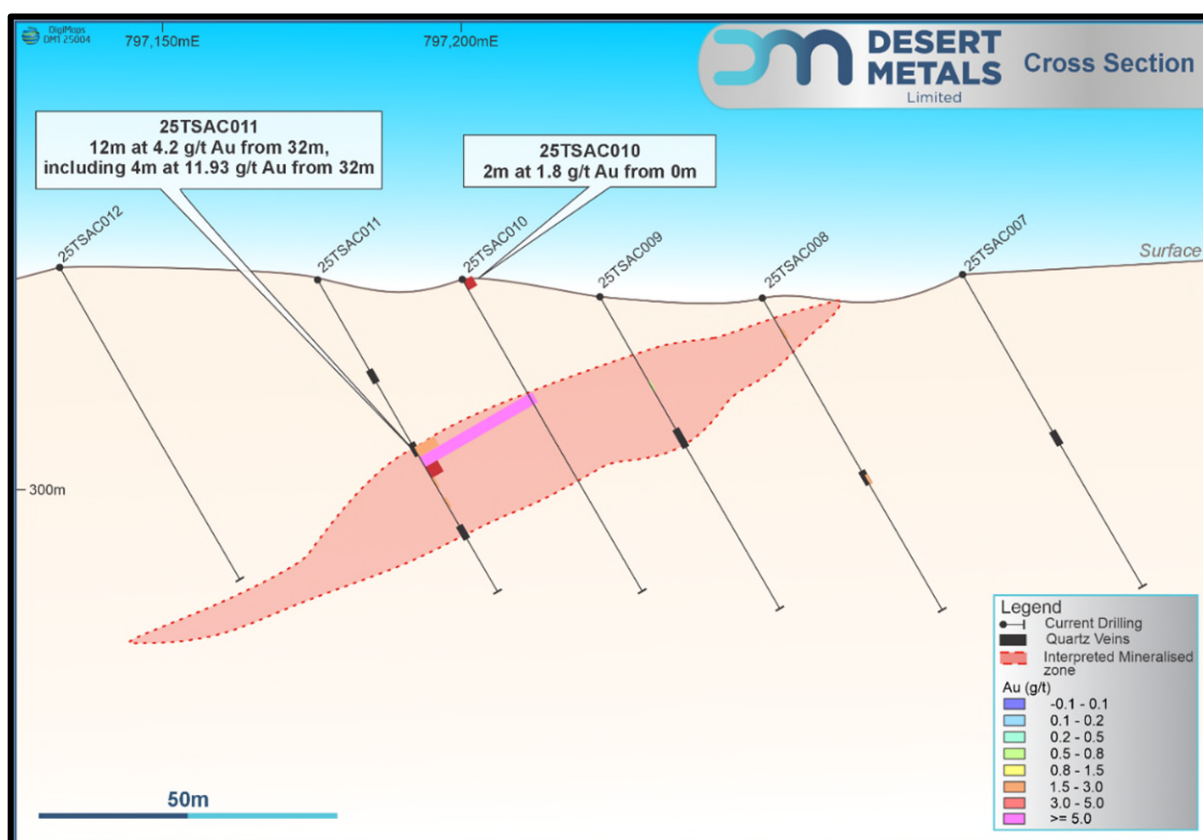 DigiMaps
DMT 25004
797,150mE
797,200mE
DESERT
METALS
Limited
Cross Section
25TSAC011
12m at 4.2 g/t Au from 32m,
including 4m at 11.93 g/t Au from 32m
25TSAC010
2m at 1.8 g/t Au from 0m
25TSAC012
25TSAC011
25TSAC010
25TSAC009
25TSAC008
25TSAC007
Surface
300m
50m
Legend
Current Drilling
Quartz Veins
Interpreted Mineralised
zone
Au (g/t)
-0.1 - 0.1
0.1 - 0.2
0.2 - 0.5
0.5 - 0.8
0.8 - 1.5
1.5 - 3.0
3.0 - 5.0
>= 5.0